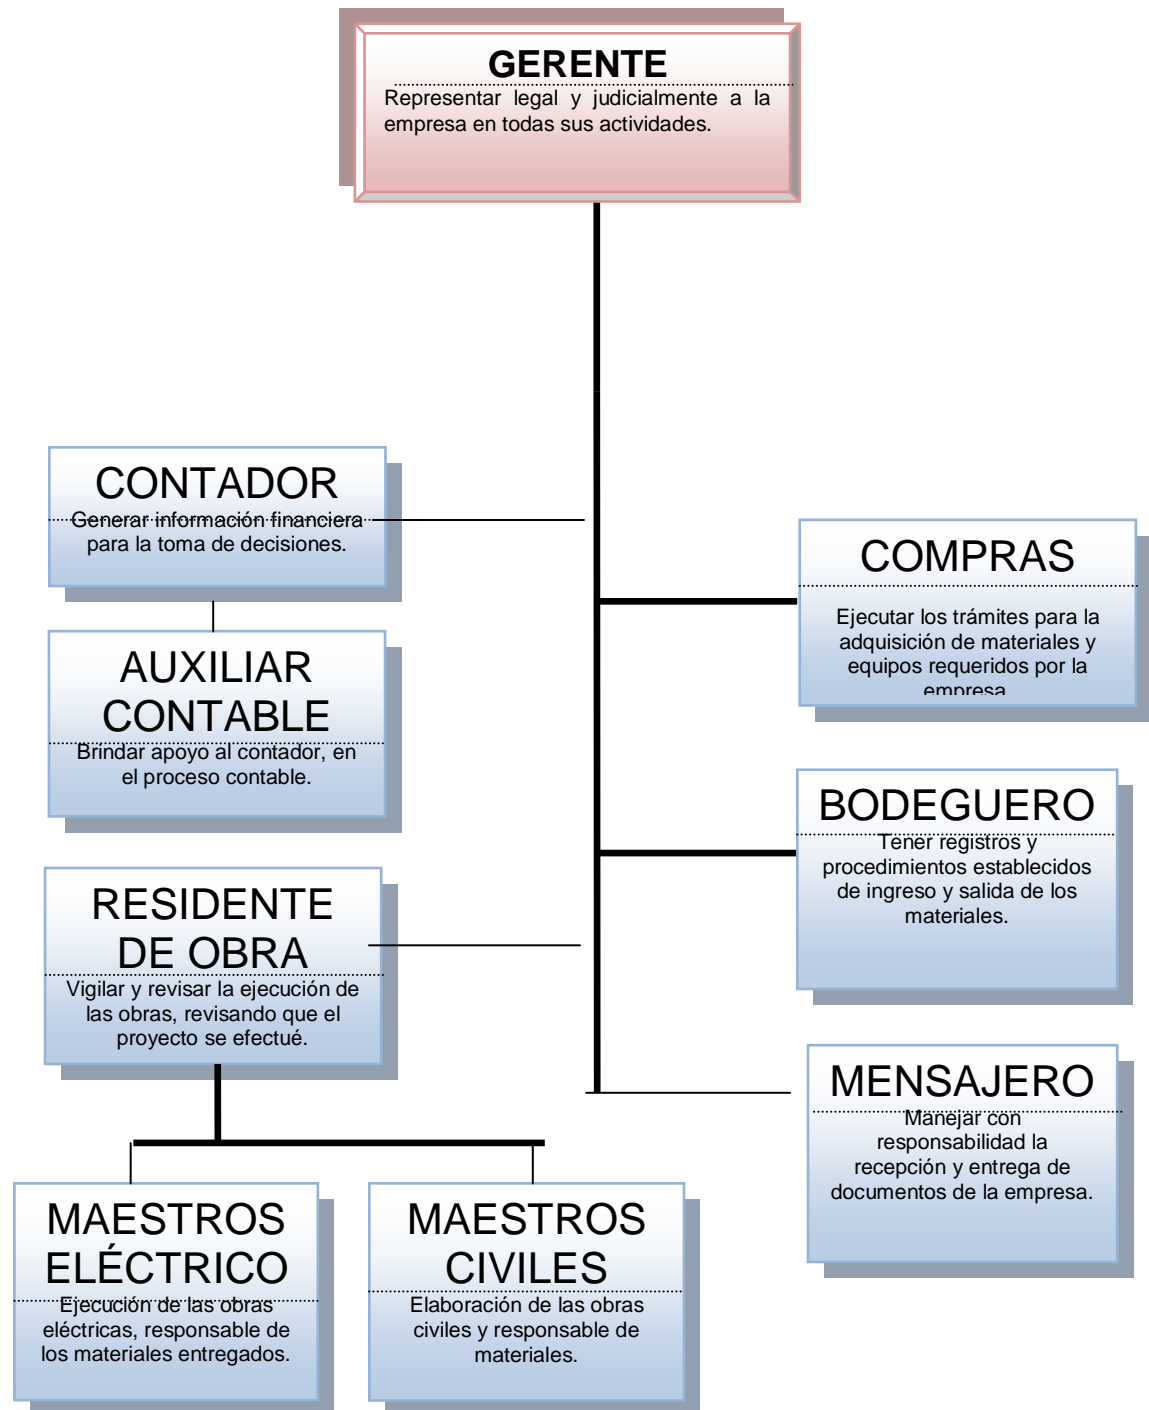 GERENTE
Representar legal y judicialmente a la
empresa en todas sus actividades.
CONTADOR
Generar información financiera
para la toma de decisiones.
COMPRAS
Ejecutar los trámites para la
adquisición de materiales y
equipos requeridos por la
empresa
AUXILIAR
CONTABLE
Brindar apoyo al contador, en
el proceso contable.
BODEGUERO
Tener registros y
procedimientos establecidos
de ingreso y salida de los
materiales.
RESIDENTE
DE OBRA
Vigilar y revisar la ejecución de
las obras, revisando que el
proyecto se efectué.
MENSAJERO
Manejar con
responsabilidad la
recepción y entrega de
documentos de la empresa.
MAESTROS
ELÉCTRICO
Ejecución de las obras
eléctricas, responsable de
los materiales entregados.
MAESTROS
CIVILES
Elaboración de las obras
civiles y responsable de
materiales.